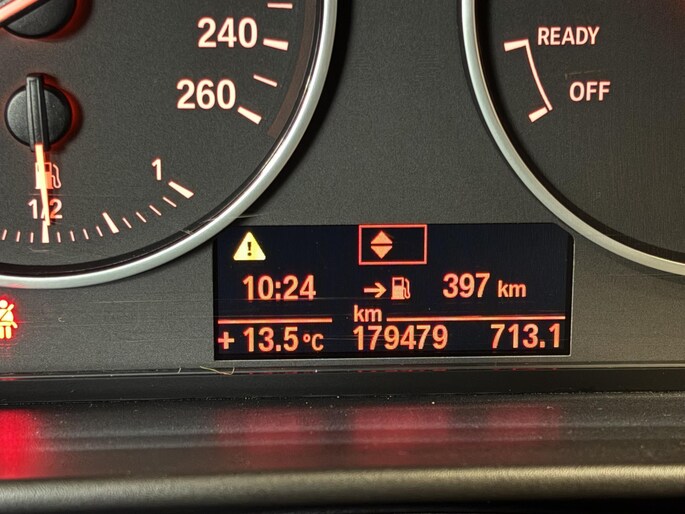 240
260
1
1/2
READY
OFF
10:24 → 397 km
km
+ 13.5°C 179479 713.1